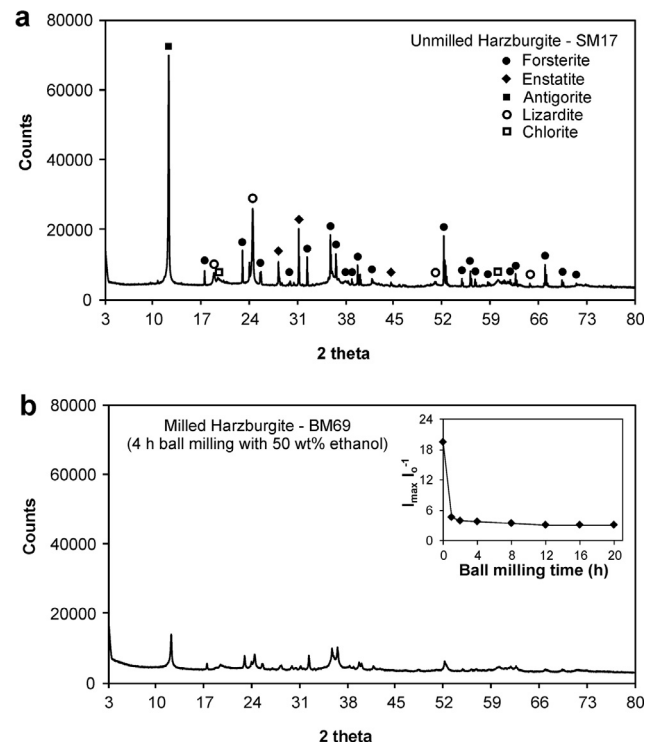 a
80000
60000
40000
20000
0
Counts
Unmilled Harzburgite - SM17
Forsterite
Enstatite
Antigorite
Lizardite
Chlorite
3 10 17 24 31 38 45 52 59 66 73 80
2 theta
b
80000
60000
40000
20000
0
Counts
Milled Harzburgite - BM69
(4 h ball milling with 50 wt% ethanol)
24
18
12
6
0
Imax Io-1
0 4 8 12 16 20
Ball milling time (h)
3 10 17 24 31 38 45 52 59 66 73 80
2 theta